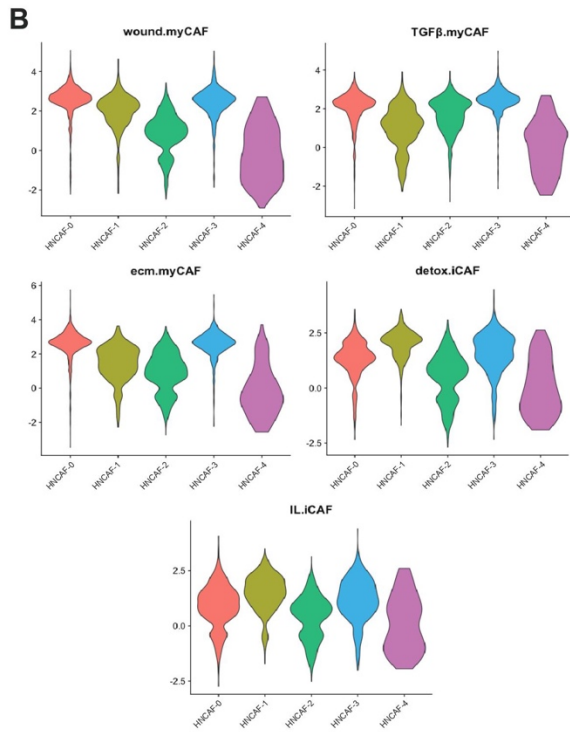 B
wound.myCAF
4
2
0
-2
HNCAF-0
HNCAF-1
HNCAF-2
HNCAF-3
HNCAF-4
TGFβ.myCAF
4
2
0
-2
HNCAF-0
HNCAF-1
HNCAF-2
HNCAF-3
HNCAF-4
ecm.myCAF
6
4
2
0
-2
HNCAF-0
HNCAF-1
HNCAF-2
HNCAF-3
HNCAF-4
detox.iCAF
2.5
0.0
-2.5
HNCAF-0
HNCAF-1
HNCAF-2
HNCAF-3
HNCAF-4
IL.iCAF
2.5
0.0
-2.5
HNCAF-0
HNCAF-1
HNCAF-2
HNCAF-3
HNCAF-4